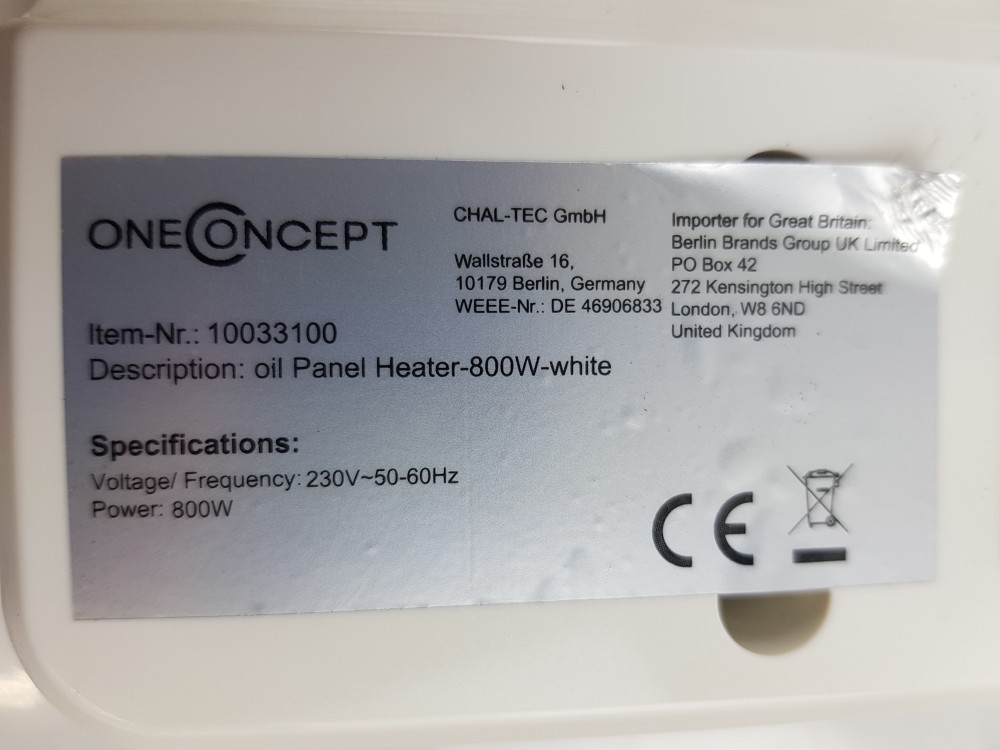 ONECONCEPT
Item-Nr.: 10033100
Description: oil Panel Heater-800W-white
Specifications:
Voltage/ Frequency: 230V~50-60Hz
Power: 800W
CHAL-TEC GmbH
Wallstraße 16,
10179 Berlin, Germany
WEEE-Nr.: DE 46906833
Importer for Great Britain:
Berlin Brands Group UK Limited
PO Box 42
272 Kensington High Street
London, W8 6ND
United Kingdom
CE